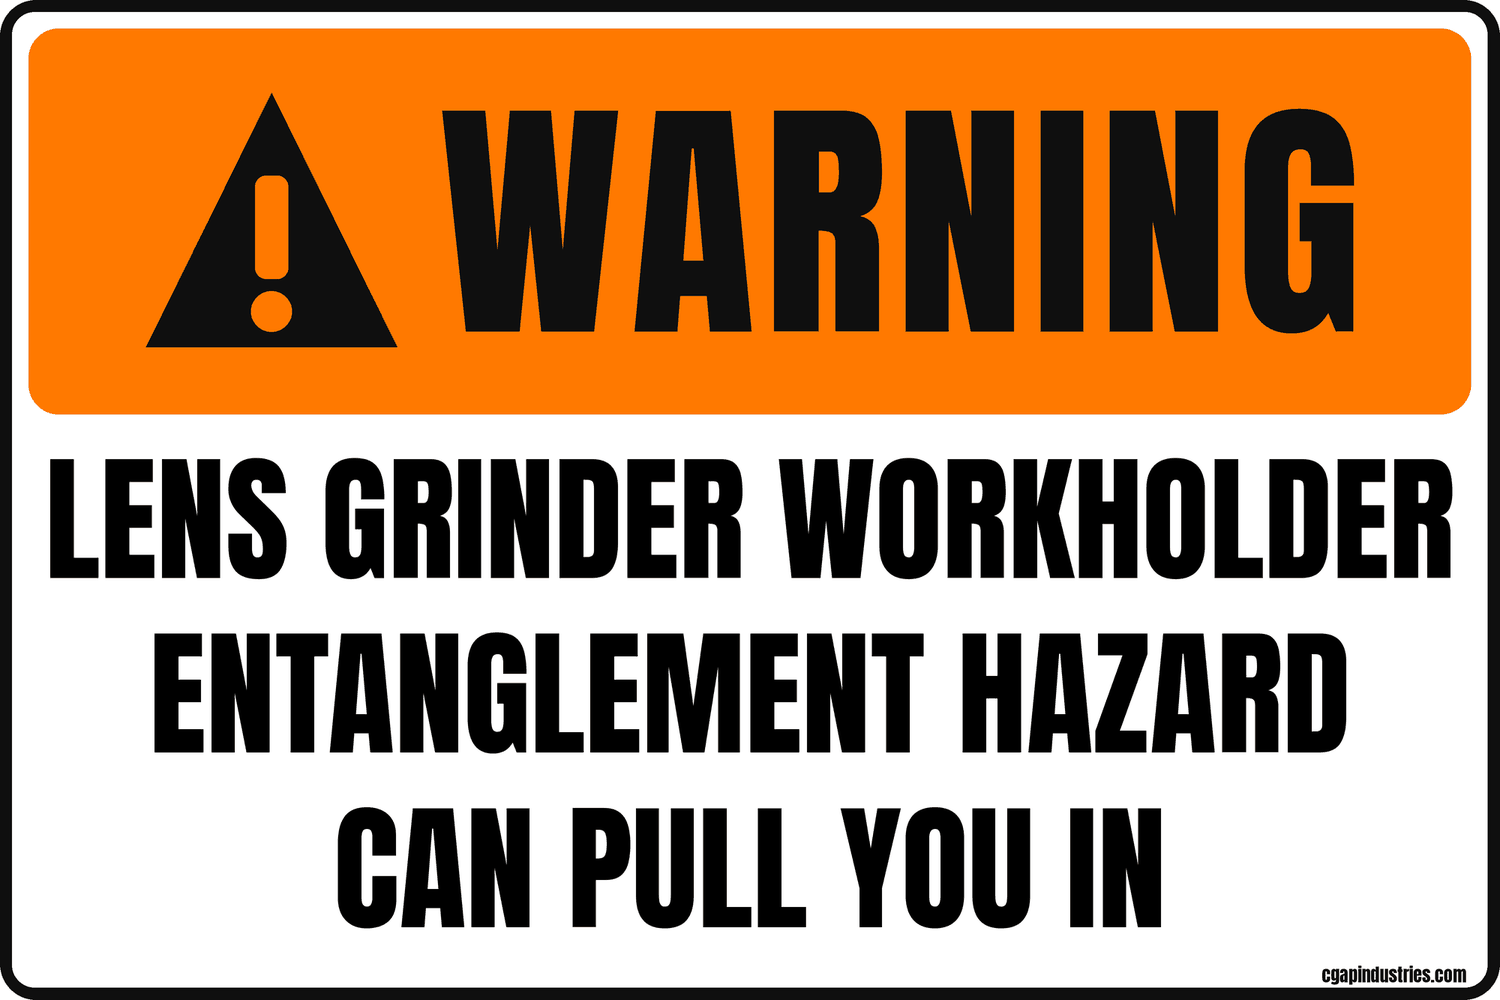 WARNING
LENS GRINDER WORKHOLDER
ENTANGLEMENT HAZARD
CAN PULL YOU IN
cgapindustries.com